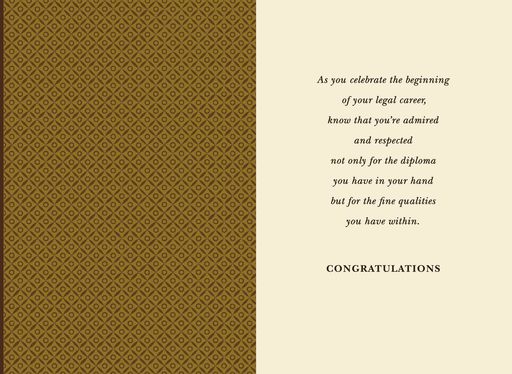 As you celebrate the beginning
of your legal career,
know that you're admired
and respected
not only for the diploma
you have in your hand
but for the fine qualities
you have within.
CONGRATULATIONS